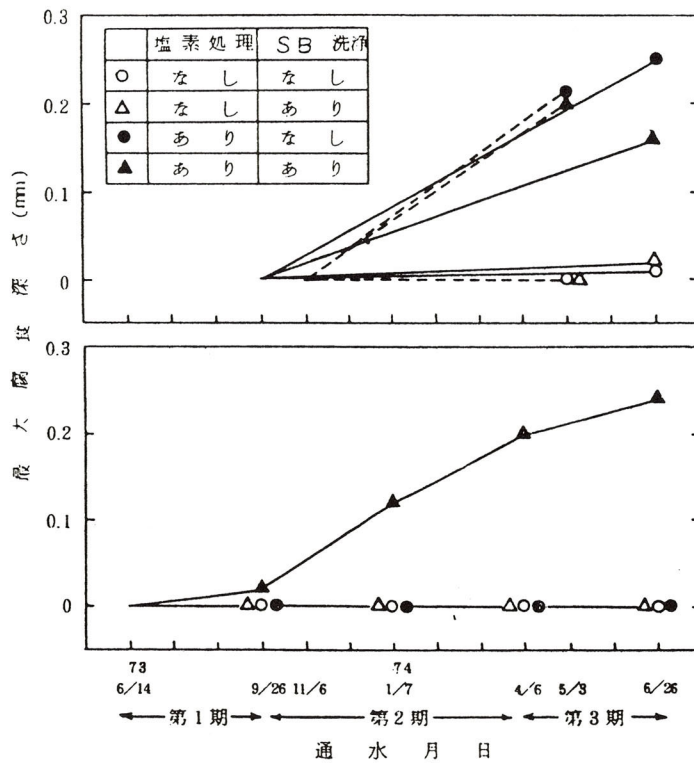 0.3
塩素処理 SB 洗浄
○ なし なし
△ なし あり
● あり なし
▲ あり あり
0.2
0.1
0
0.3
0.2
0.1
0
最大腐食深さ(mm)
73 74
6/14 9/26 11/6 1/7 4/6 5/3 6/26
第1期 第2期 第3期
通水月日